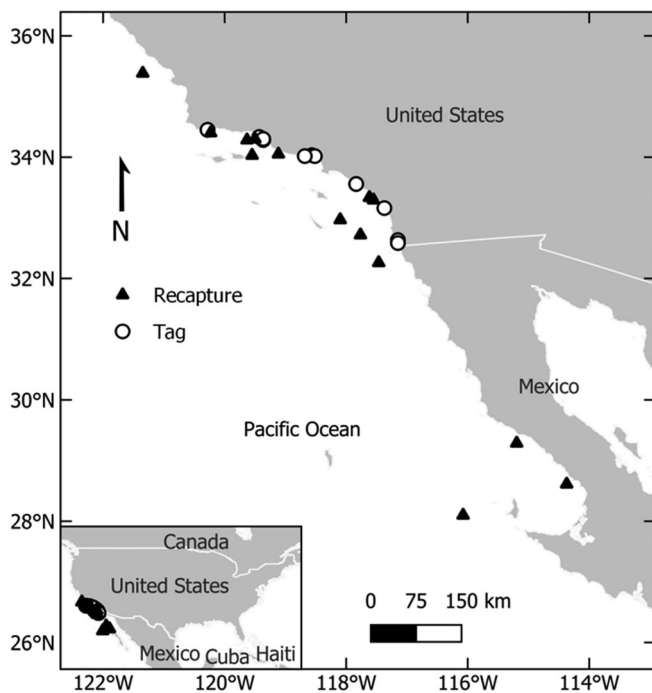 36°N
34°N
32°N
30°N
28°N
26°N
United States
N
Recapture
Tag
Mexico
Pacific Ocean
Canada
United States
Mexico Cuba Haiti
0 75 150 km
122°W 120°W 118°W 116°W 114°W